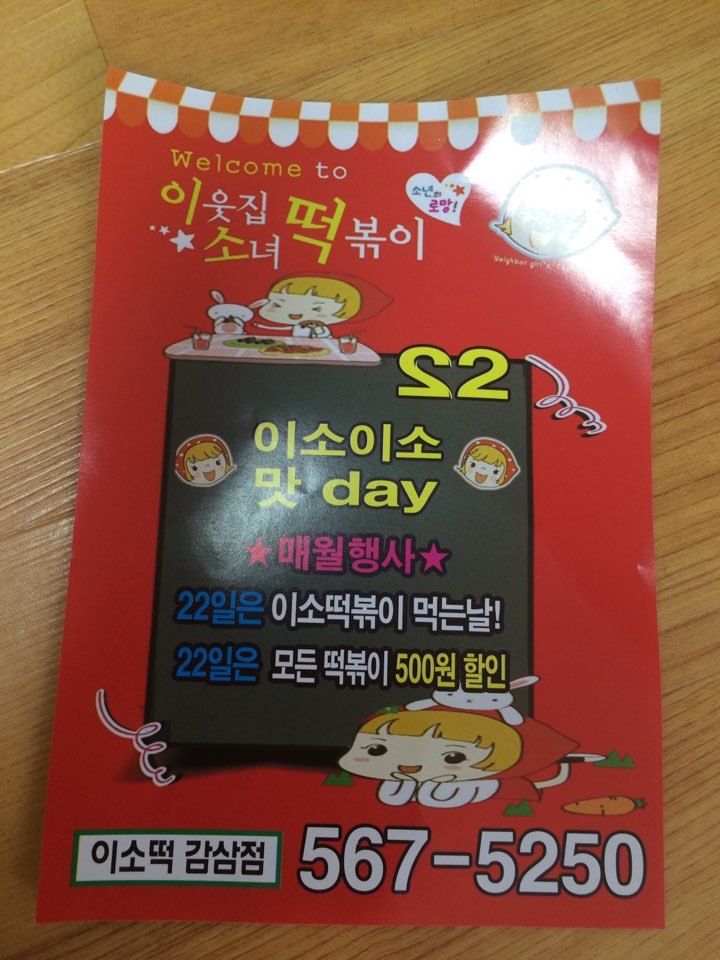 Welcome to
이웃집 떡볶이
소녀
소년의
로망!
Neighbor girl's
22
이소이소
맛 day
★매월행사★
22일은 이소떡볶이 먹는날!
22일은 모든 떡볶이 500원 할인
이소떡 감삼점 567-5250